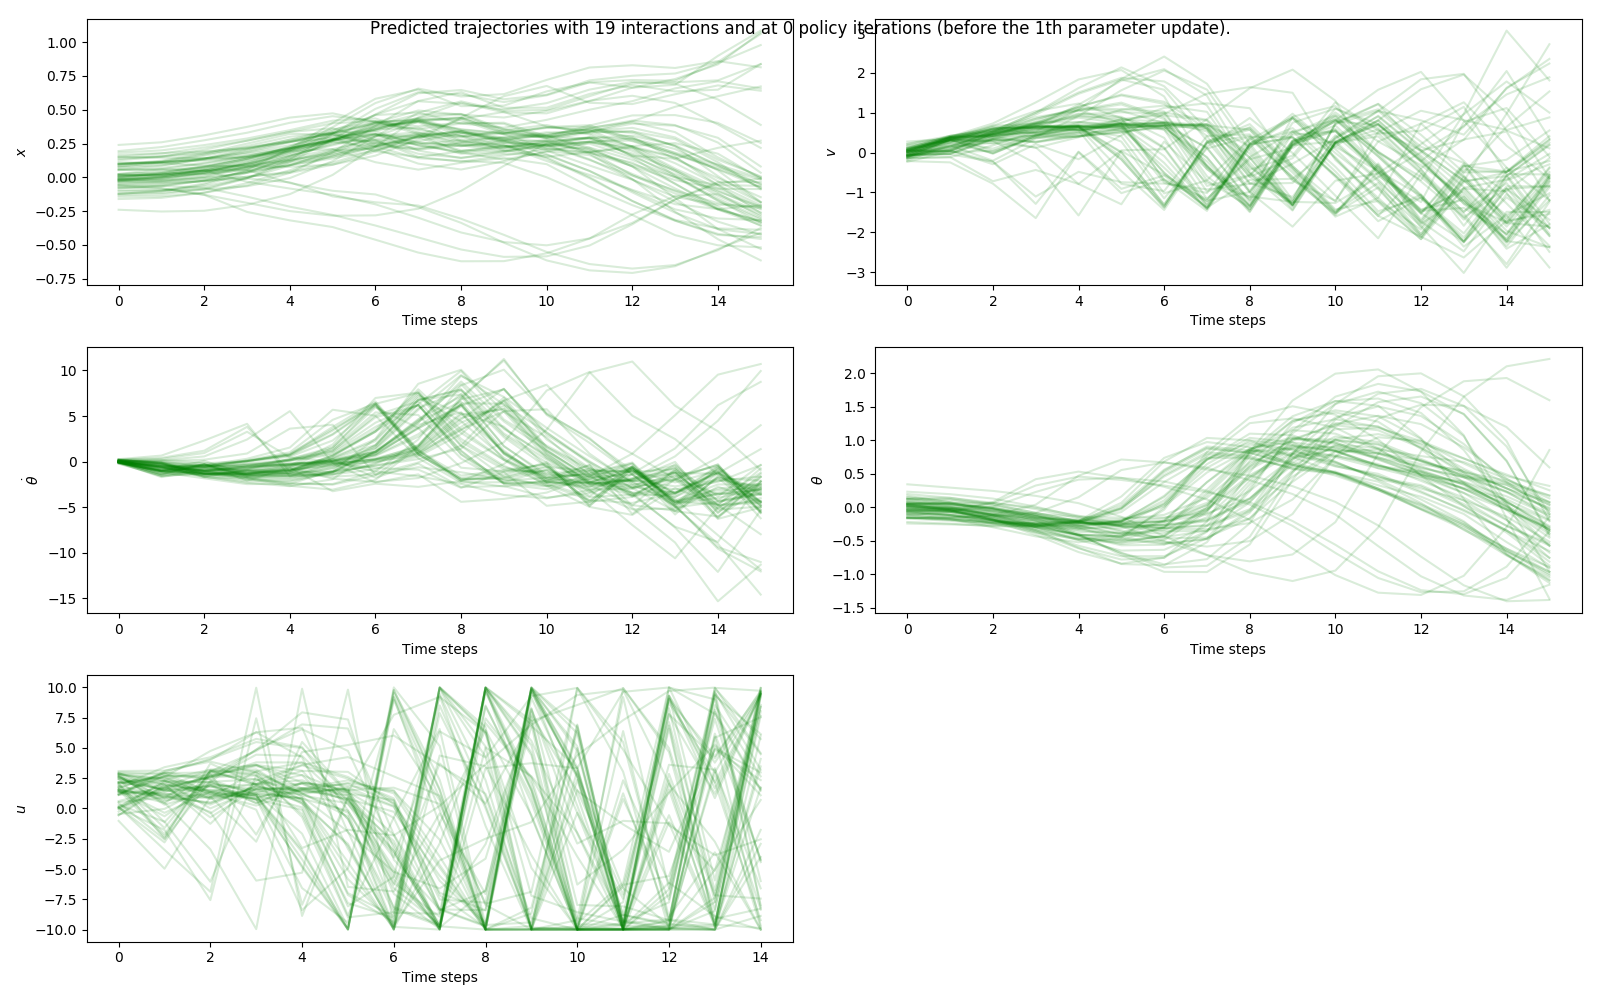 Predicted trajectories with 19 interactions and at 0 policy iterations (before the 1th parameter update).
1.00
0.75
0.50
0.25
0.00
−0.25
−0.50
−0.75
x
0 2 4 6 8 10 12 14
Time steps
3
2
1
0
−1
−2
−3
v
0 2 4 6 8 10 12 14
Time steps
10
5
0
−5
−10
−15
θ̇
0 2 4 6 8 10 12 14
Time steps
2.0
1.5
1.0
0.5
0.0
−0.5
−1.0
−1.5
θ
0 2 4 6 8 10 12 14
Time steps
10.0
7.5
5.0
2.5
0.0
−2.5
−5.0
−7.5
−10.0
u
0 2 4 6 8 10 12 14
Time steps